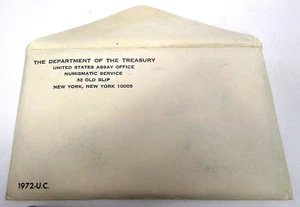 THE DEPARTMENT OF THE TREASURY
UNITED STATES ASSAY OFFICE
NUMISMATIC SERVICE
32 OLD SLIP
NEW YORK, NEW YORK 10005
1972-U.C.